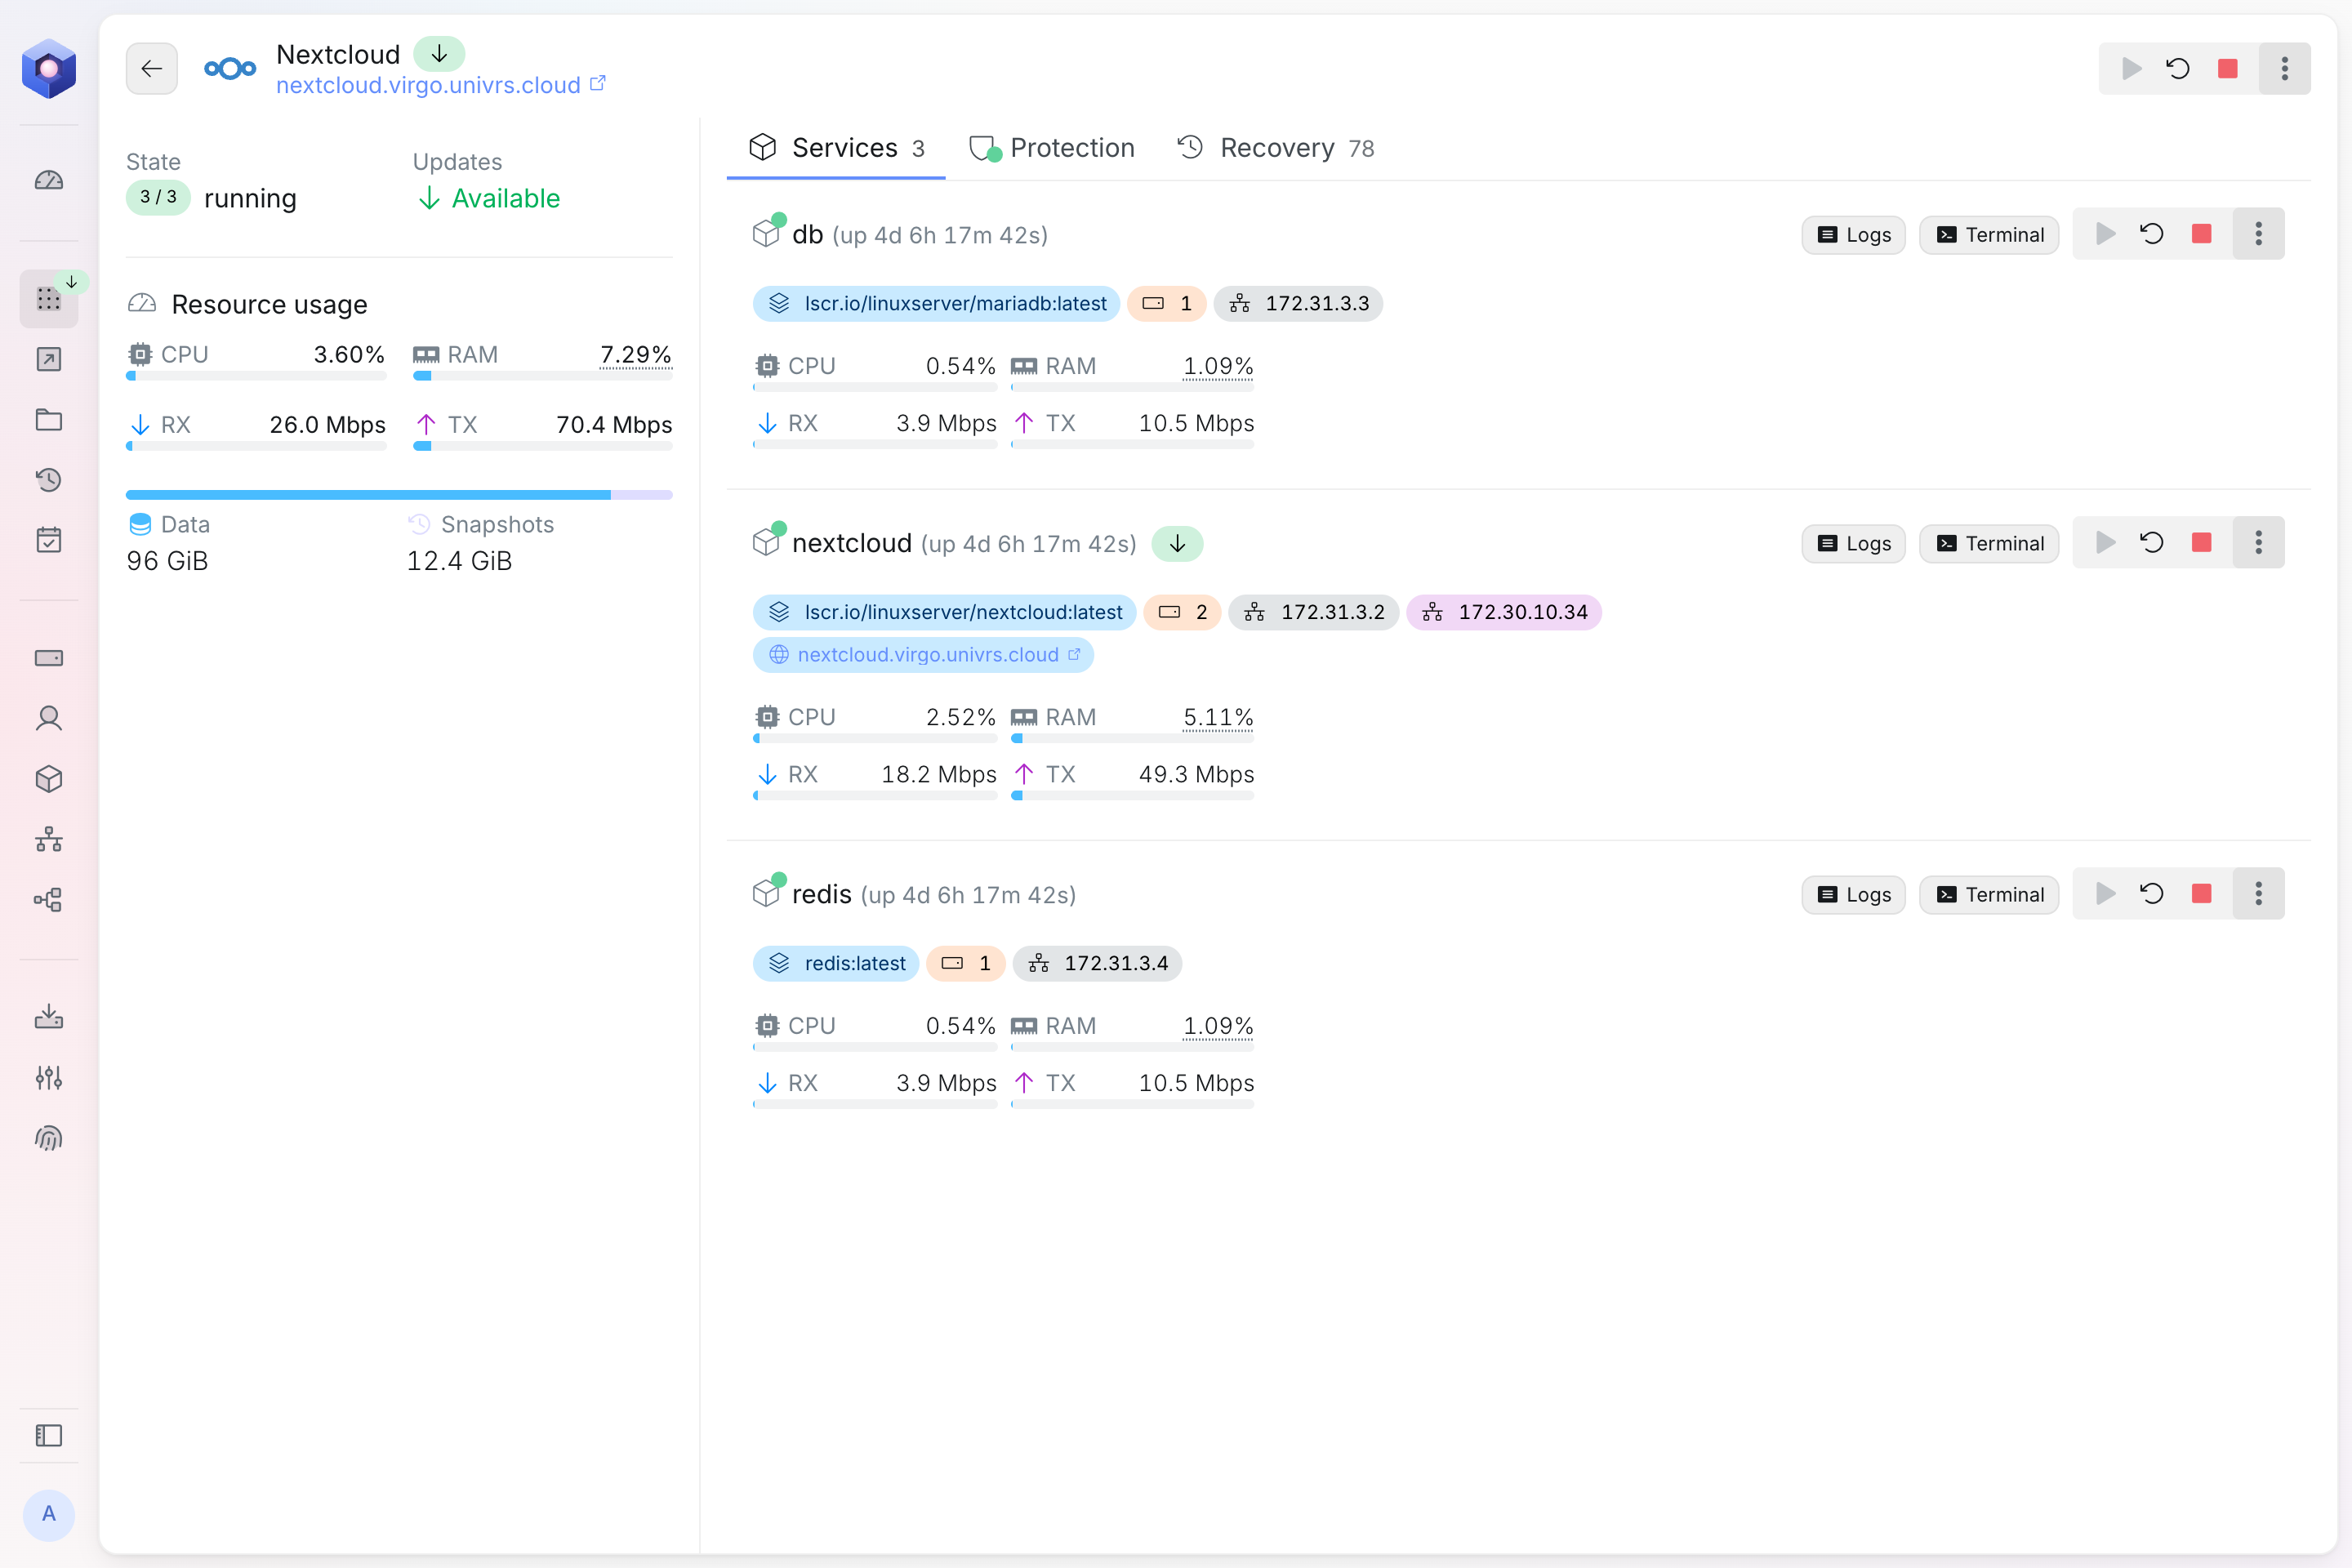 Nextcloud
nextcloud.virgo.univrs.cloud
State
Updates
3 / 3 running
Available
Resource usage
CPU 3.60% RAM 7.29%
RX 26.0 Mbps TX 70.4 Mbps
Data
Snapshots
96 GiB
12.4 GiB
Services 3 Protection Recovery 78
db (up 4d 6h 17m 42s) Logs Terminal
lscr.io/linuxserver/mariadb:latest 1 172.31.3.3
CPU 0.54% RAM 1.09%
RX 3.9 Mbps TX 10.5 Mbps
nextcloud (up 4d 6h 17m 42s) Logs Terminal
lscr.io/linuxserver/nextcloud:latest 2 172.31.3.2 172.30.10.34
nextcloud.virgo.univrs.cloud
CPU 2.52% RAM 5.11%
RX 18.2 Mbps TX 49.3 Mbps
redis (up 4d 6h 17m 42s) Logs Terminal
redis:latest 1 172.31.3.4
CPU 0.54% RAM 1.09%
RX 3.9 Mbps TX 10.5 Mbps
A